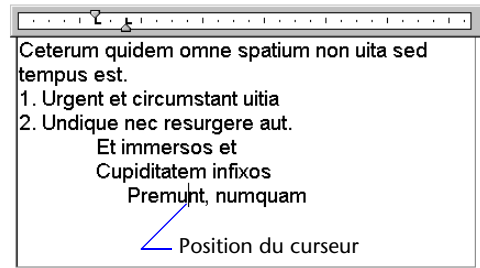 Ceterum quidem omne spatium non uita sed
tempus est.
1. Urgent et circumstant uitia
2. Undique nec resurgere aut.
Et immersos et
Cupiditatem infixos
Premunt, numquam
Position du curseur